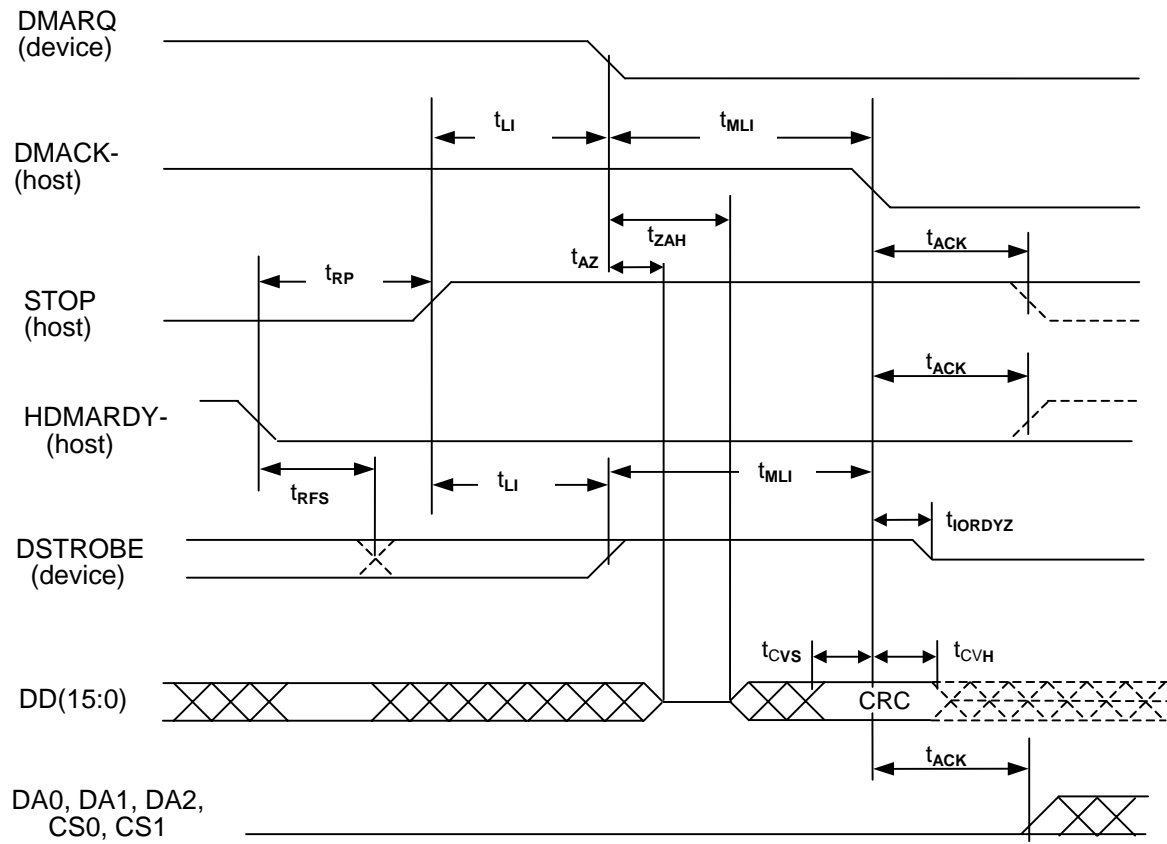 DMARQ
(device)
tLI
tMLI
DMACK-
(host)
tZAH
tAZ
tACK
tRP
STOP
(host)
tACK
HDMARDY-
(host)
tRFS
tLI
tMLI
tIORDYZ
DSTROBE
(device)
tCVS
tCVH
DD(15:0)
CRC
tACK
DA0, DA1, DA2,
CS0, CS1